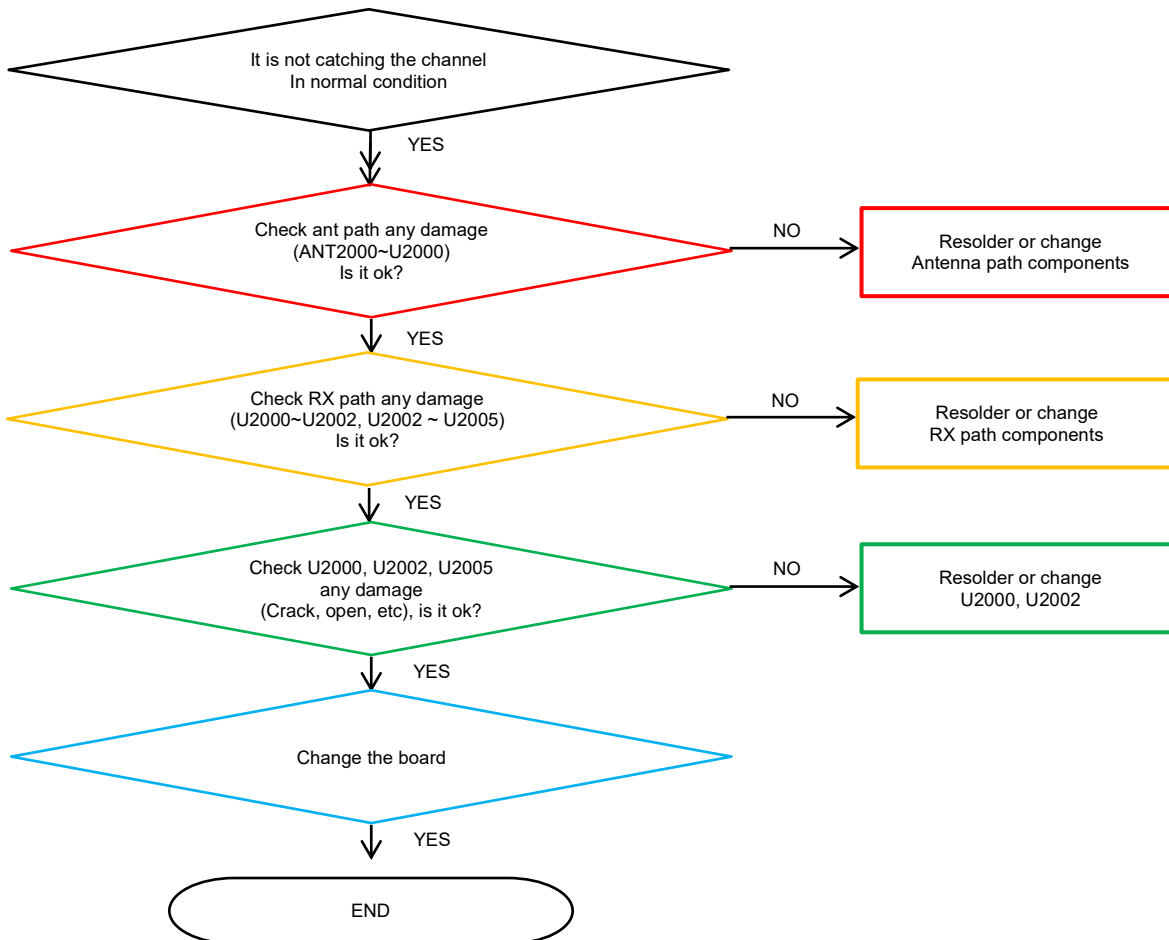 It is not catching the channel
In normal condition
YES
Check ant path any damage
(ANT2000~U2000)
Is it ok?
NO
Resolder or change
Antenna path components
YES
Check RX path any damage
(U2000~U2002, U2002 ~ U2005)
Is it ok?
NO
Resolder or change
RX path components
YES
Check U2000, U2002, U2005
any damage
(Crack, open, etc), is it ok?
NO
Resolder or change
U2000, U2002
YES
Change the board
YES
END